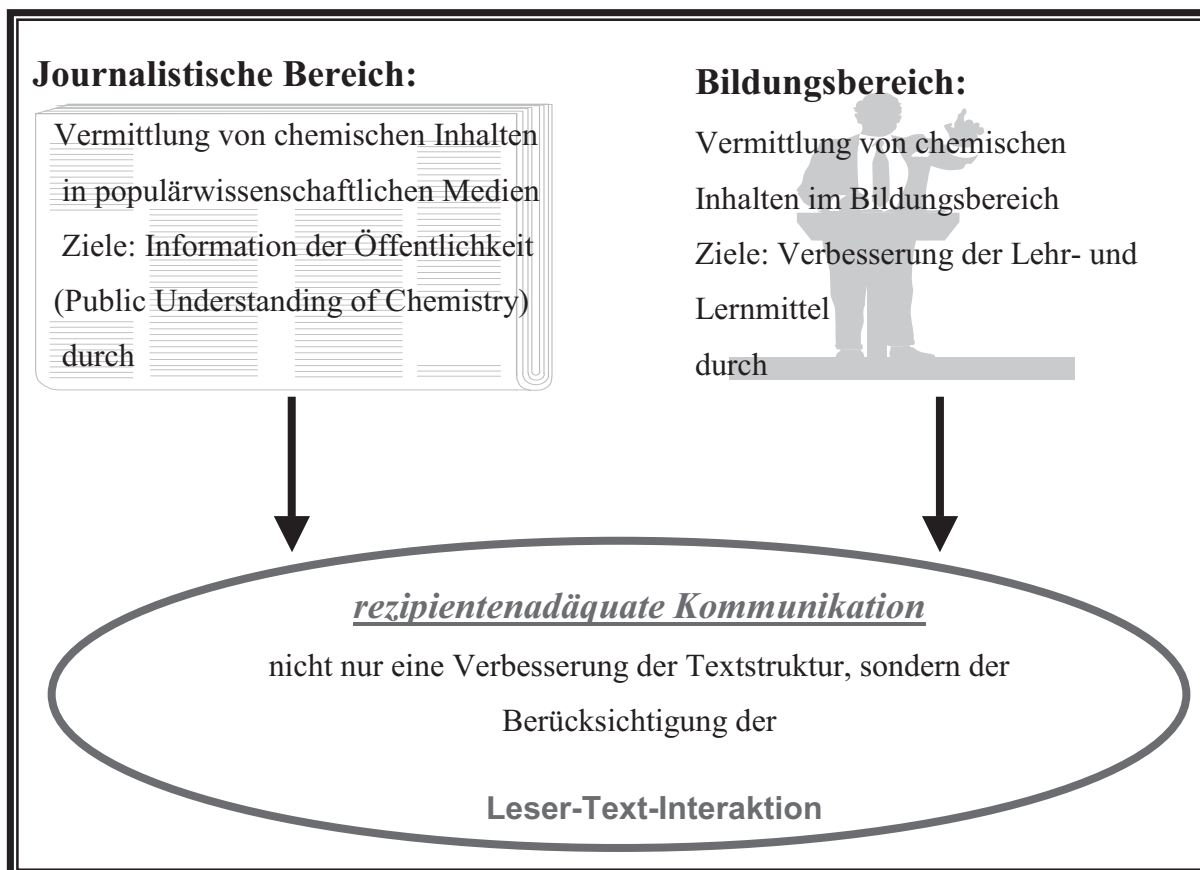 Journalistische Bereich:
Vermittlung von chemischen Inhalten
in populärwissenschaftlichen Medien
Ziele: Information der Öffentlichkeit
(Public Understanding of Chemistry)
durch
Bildungsbereich:
Vermittlung von chemischen
Inhalten im Bildungsbereich
Ziele: Verbesserung der Lehr- und
Lernmittel
durch
rezipientenadäquate Kommunikation
nicht nur eine Verbesserung der Textstruktur, sondern der
Berücksichtigung der
Leser-Text-Interaktion